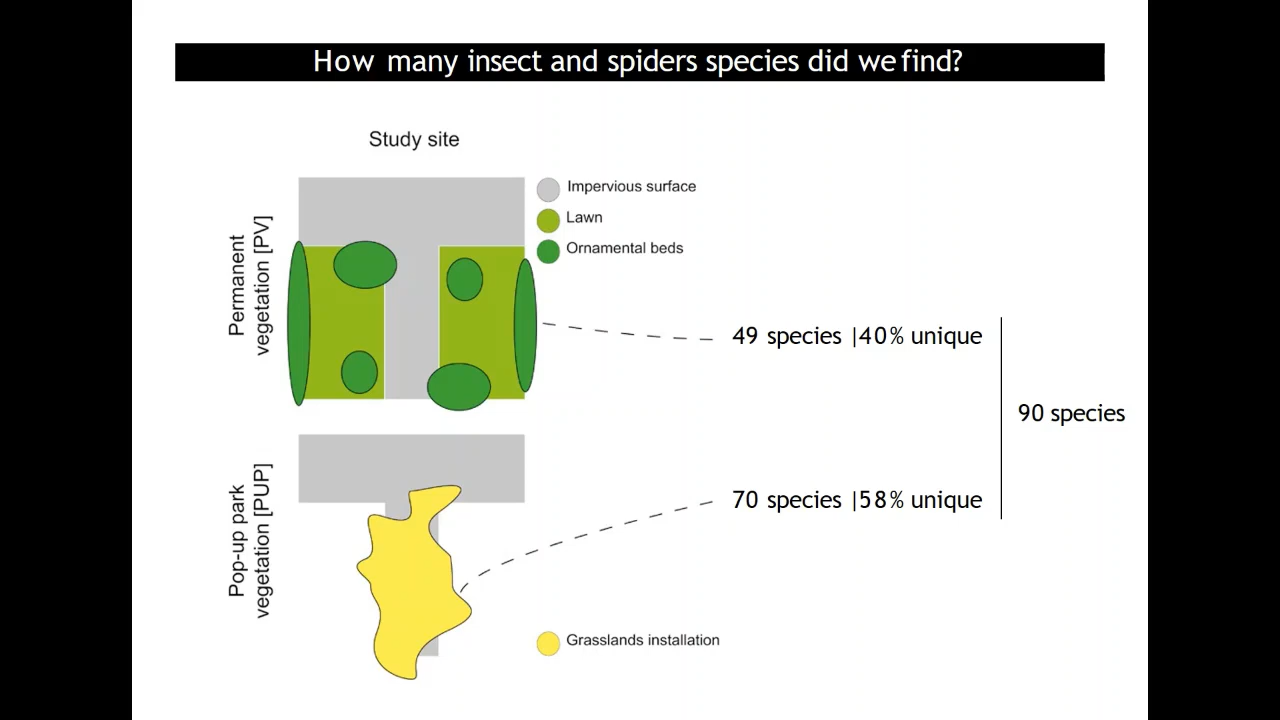 How many insect and spiders species did we find?
Study site
Impervious surface
Lawn
Ornamental beds
Permanent
vegetation [PV]
49 species |40% unique
90 species
Pop-up park
vegetation [PUP]
70 species |58% unique
Grasslands installation